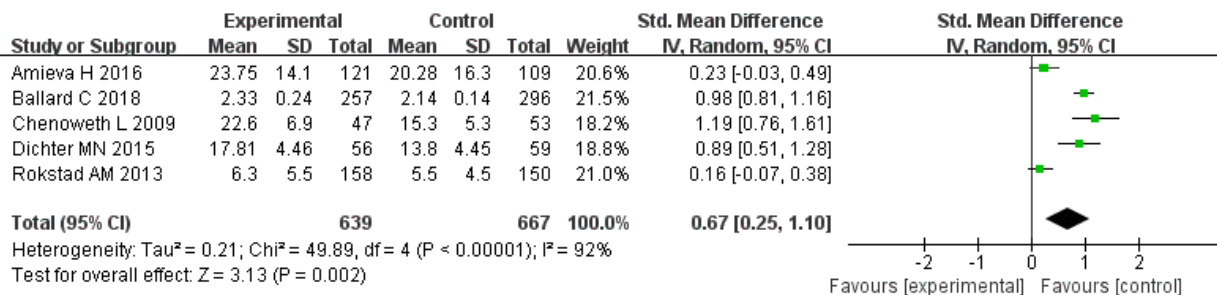 Experimental Control Std. Mean Difference Std. Mean Difference
Study or Subgroup Mean SD Total Mean SD Total Weight IV, Random, 95% CI IV, Random, 95% CI
Amieva H 2016 23.75 14.1 121 20.28 16.3 109 20.6% 0.23 [-0.03, 0.49]
Ballard C 2018 2.33 0.24 257 2.14 0.14 296 21.5% 0.98 [0.81, 1.16]
Chenoweth L 2009 22.6 6.9 47 15.3 5.3 53 18.2% 1.19 [0.76, 1.61]
Dichter MN 2015 17.81 4.46 56 13.8 4.45 59 18.8% 0.89 [0.51, 1.28]
Rokstad AM 2013 6.3 5.5 158 5.5 4.5 150 21.0% 0.16 [-0.07, 0.38]
Total (95% CI) 639 667 100.0% 0.67 [0.25, 1.10]
Heterogeneity: Tau² = 0.21; Chi² = 49.89, df = 4 (P < 0.00001); I² = 92%
Test for overall effect: Z = 3.13 (P = 0.002)
-2 -1 0 1 2
Favours [experimental] Favours [control]